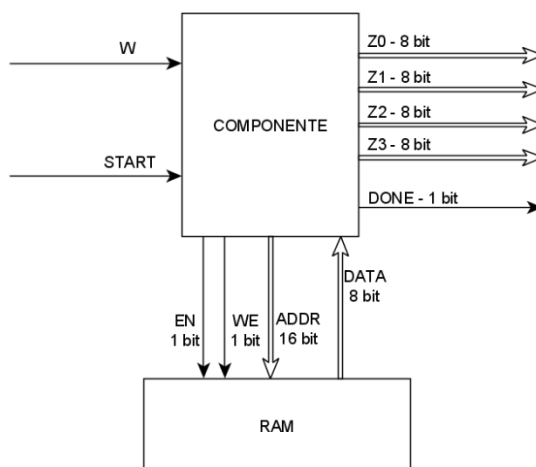 W
START
COMPONENTE
Z0 - 8 bit
Z1 - 8 bit
Z2 - 8 bit
Z3 - 8 bit
DONE - 1 bit
EN
1 bit
WE
1 bit
ADDR
16 bit
DATA
8 bit
RAM